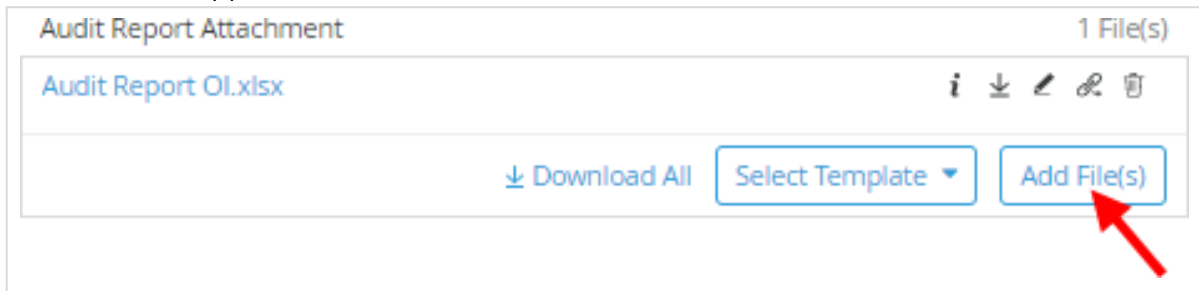 Audit Report Attachment 1 File(s)
Audit Report OI.xlsx
Download All Select Template Add File(s)